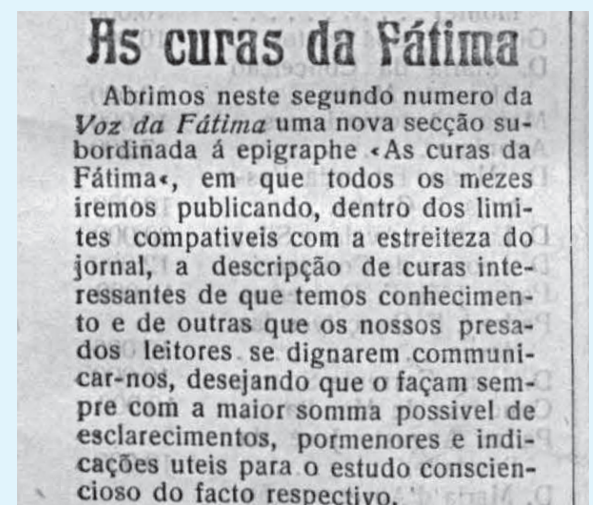 As curas da Fátima
Abrimos neste segundo numero da
Voz da Fátima uma nova secção su-
bordinada á epigraphe «As curas da
Fátima«, em que todos os mezes
iremos publicando, dentro dos limi-
tes compativeis com a estreiteza do
jornal, a descripção de curas inte-
ressantes de que temos conhecimen-
to e de outras que os nossos presa-
dos leitores se dignarem communi-
car-nos, desejando que o façam sem-
pre com a maior somma possivel de
esclarecimentos, pormenores e indi-
cações uteis para o estudo conscien-
cioso do facto respectivo.